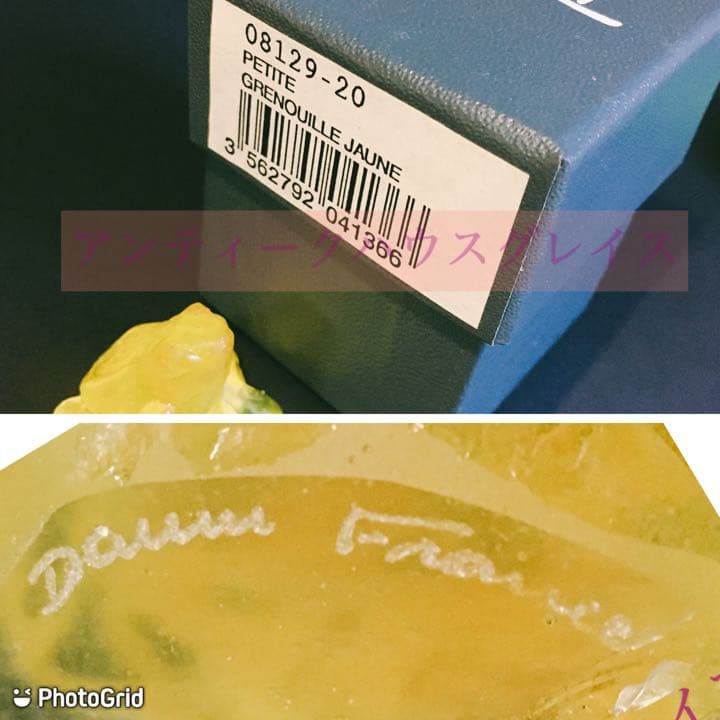 08129-20
PETITE
GRENOUILLE JAUNE
3 562792 041366
アンティークハウスグレイス
Daum France
PhotoGrid